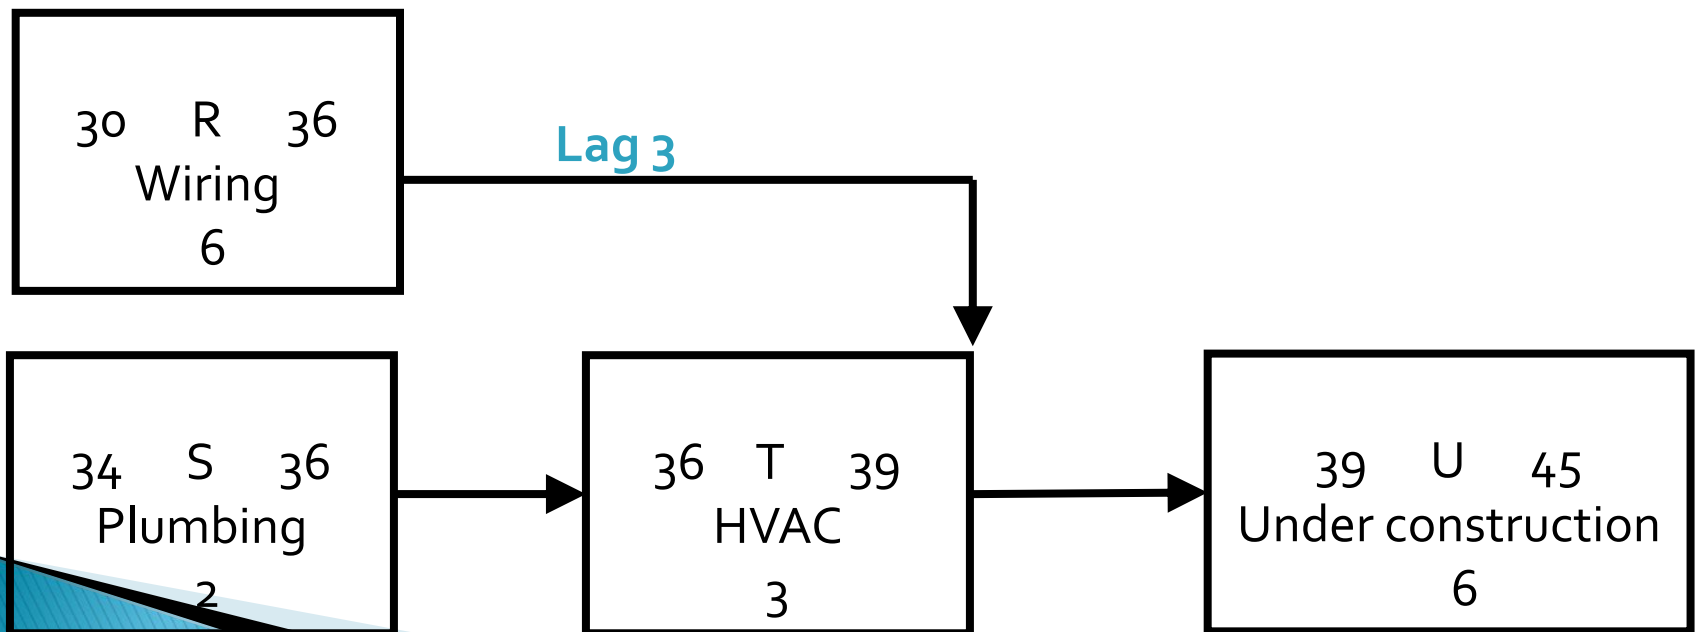 30 R 36
Wiring
6
Lag 3
34 S 36
Plumbing
2
36 T 39
HVAC
3
39 U 45
Under construction
6